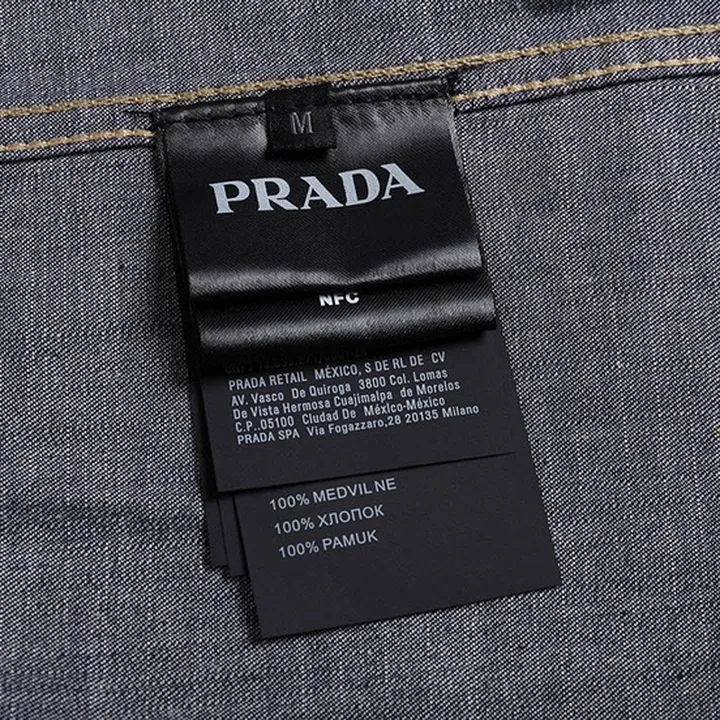 M
PRADA
NFC
PRADA RETAIL MÉXICO, S DE RL DE CV
AV. Vasco De Quiroga 3800 Col. Lomas
De Vista Hermosa Cuajimalpa de Morelos
C.P..05100 Ciudad De México-México
PRADA SPA Via Fogazzaro,28 20135 Milano
100% MEDVIL NE
100% ХЛОПОК
100% PAMUK